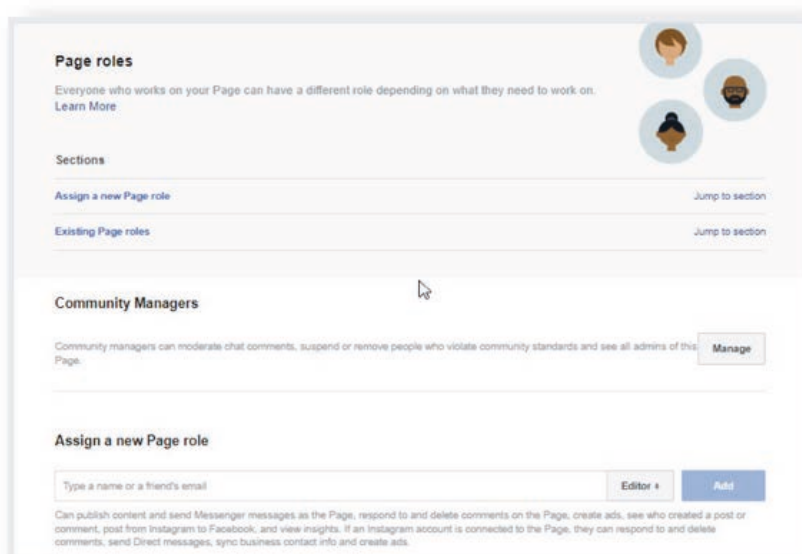 Page roles
Everyone who works on your Page can have a different role depending on what they need to work on.
Learn More
Sections
Assign a new Page role Jump to section
Existing Page roles Jump to section
Community Managers
Community managers can moderate chat comments, suspend or remove people who violate community standards and see all admins of this
Page.
Manage
Assign a new Page role
Type a name or a friend's email Editor Add
Can publish content and send Messenger messages as the Page, respond to and delete comments on the Page, create ads, see who created a post or
comment, post from Instagram to Facebook, and view insights. If an Instagram account is connected to the Page, they can respond to and delete
comments, send Direct messages, sync business contact info and create ads.